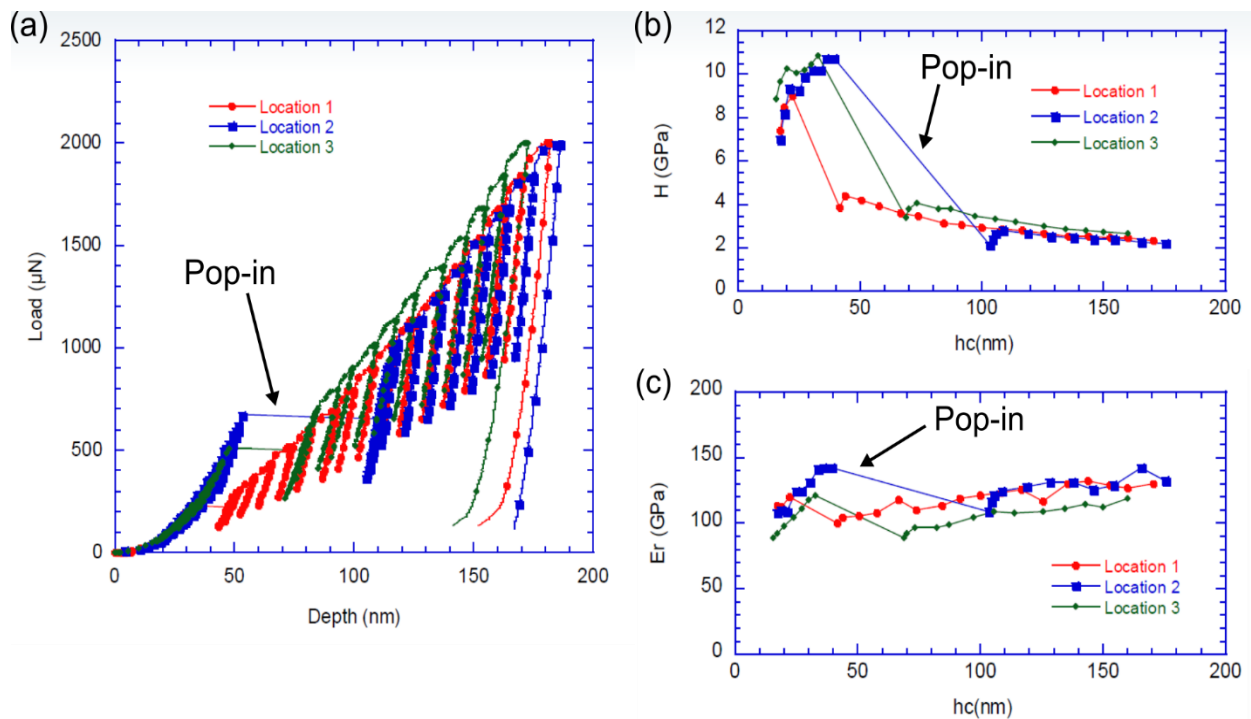 (a)
2500
2000
1500
1000
500
0
Load (µN)
Location 1
Location 2
Location 3
Pop-in
0
50
100
150
200
Depth (nm)
(b)
12
10
8
6
4
2
0
H (GPa)
Pop-in
Location 1
Location 2
Location 3
0
50
100
150
200
hc(nm)
(c)
200
150
100
50
0
Er (GPa)
Pop-in
Location 1
Location 2
Location 3
0
50
100
150
200
hc(nm)